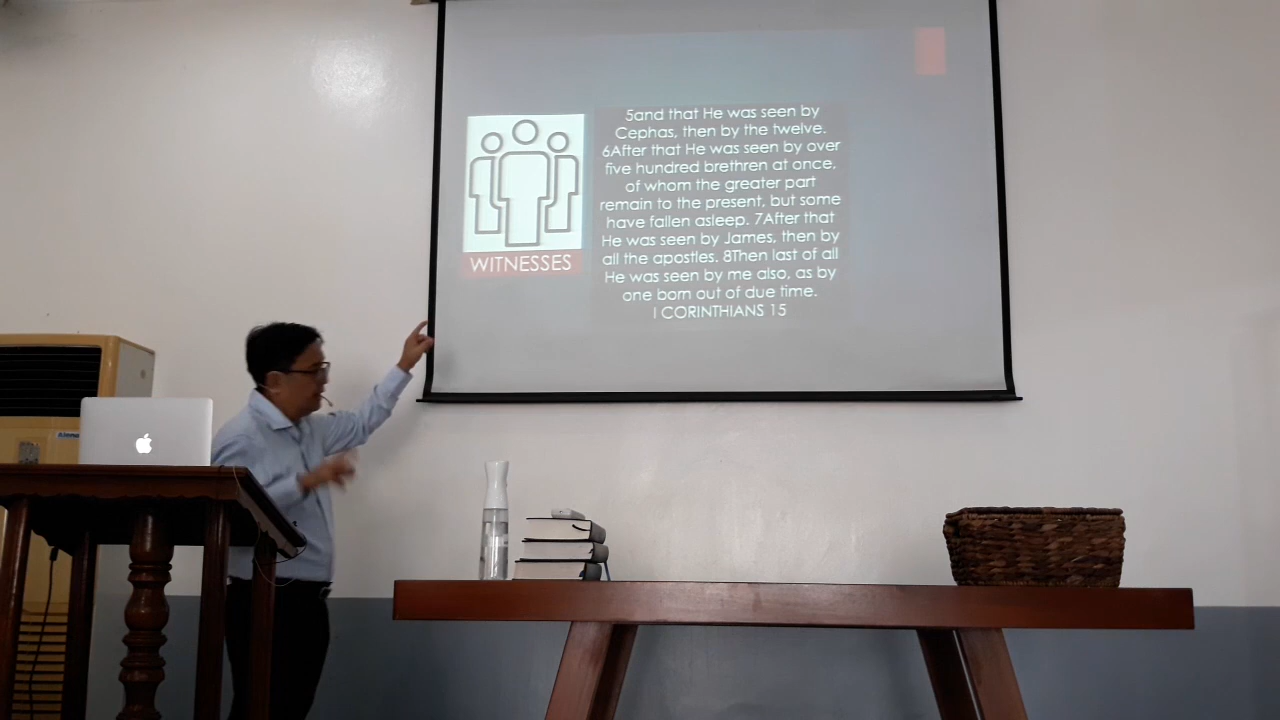 5and that He was seen by
Cephas, then by the twelve.
6After that He was seen by over
five hundred brethren at once,
of whom the greater part
remain to the present, but some
have fallen asleep. 7After that
He was seen by James, then by
all the apostles. 8Then last of all
He was seen by me also, as by
one born out of due time.
I CORINTHIANS 15
WITNESSES